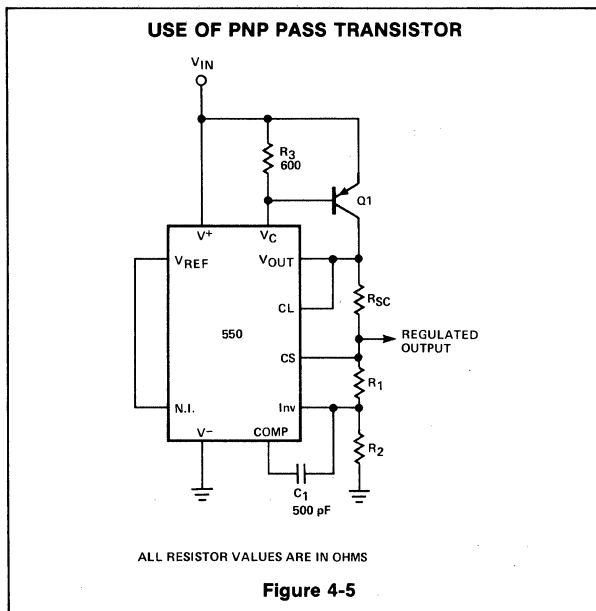 USE OF PNP PASS TRANSISTOR
VIN
R3
600
Q1
V+
VC
VREF
VOUT
RSC
CL
REGULATED
OUTPUT
550
CS
R1
N.I.
Inv
V−
COMP
R2
C1
500 pF
ALL RESISTOR VALUES ARE IN OHMS
Figure 4-5